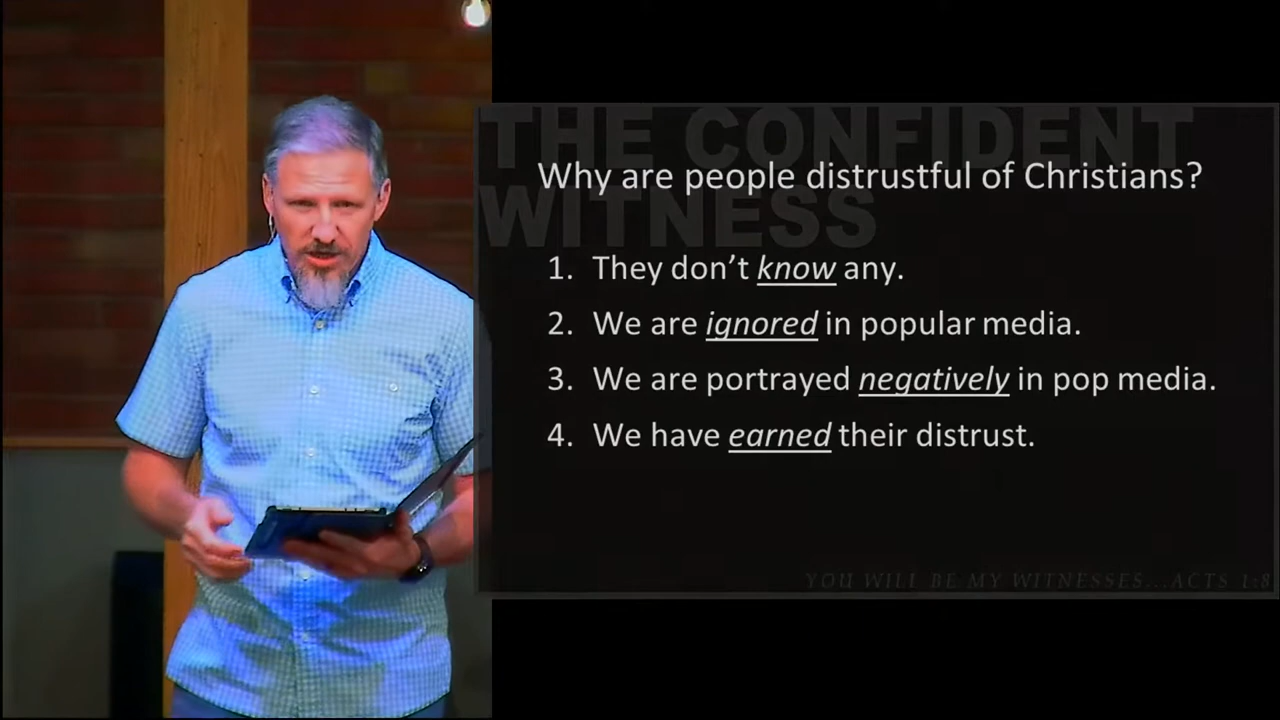 THE CONFIDENT
WITNESS
Why are people distrustful of Christians?
1. They don’t know any.
2. We are ignored in popular media.
3. We are portrayed negatively in pop media.
4. We have earned their distrust.
YOU WILL BE MY WITNESSES...ACTS 1:8